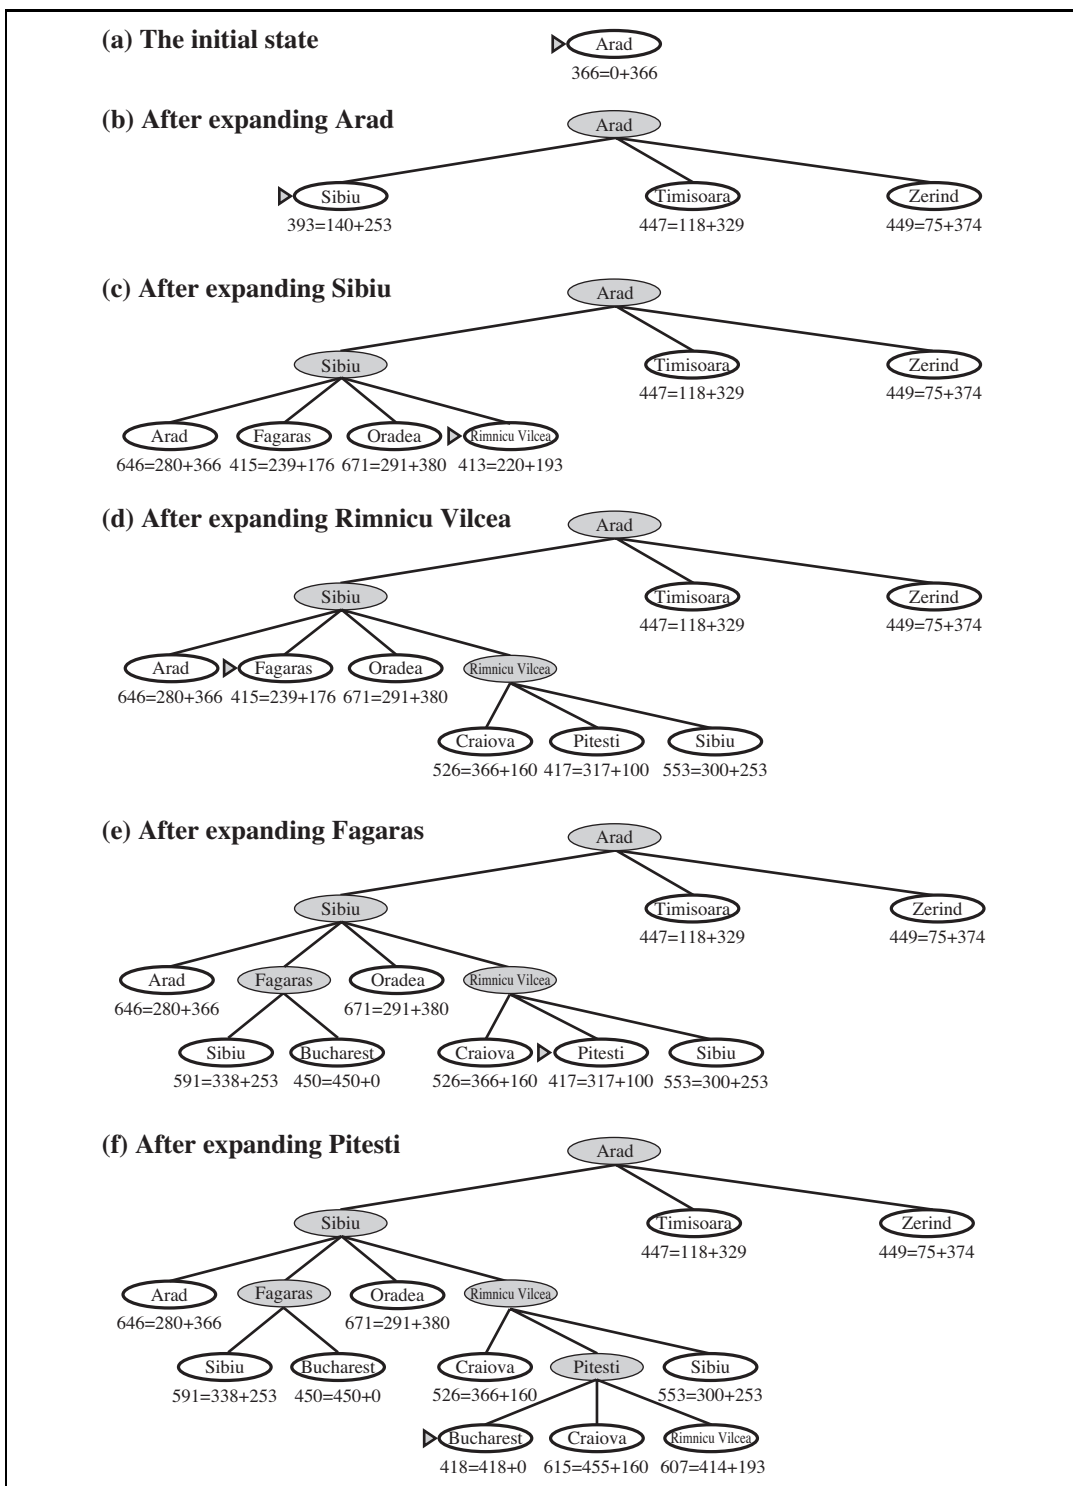 (a) The initial state
Arad
366=0+366
(b) After expanding Arad
Arad
Sibiu Timisoara Zerind
393=140+253 447=118+329 449=75+374
(c) After expanding Sibiu
Arad
Sibiu Timisoara Zerind
447=118+329 449=75+374
Arad Fagaras Oradea Rimnicu Vilcea
646=280+366 415=239+176 671=291+380 413=220+193
(d) After expanding Rimnicu Vilcea
Arad
Sibiu Timisoara Zerind
447=118+329 449=75+374
Arad Fagaras Oradea Rimnicu Vilcea
646=280+366 415=239+176 671=291+380
Craiova Pitesti Sibiu
526=366+160 417=317+100 553=300+253
(e) After expanding Fagaras
Arad
Sibiu Timisoara Zerind
447=118+329 449=75+374
Arad Fagaras Oradea Rimnicu Vilcea
646=280+366 671=291+380
Sibiu Bucharest Craiova Pitesti Sibiu
591=338+253 450=450+0 526=366+160 417=317+100 553=300+253
(f) After expanding Pitesti
Arad
Sibiu Timisoara Zerind
447=118+329 449=75+374
Arad Fagaras Oradea Rimnicu Vilcea
646=280+366 671=291+380
Sibiu Bucharest Craiova Pitesti Sibiu
591=338+253 450=450+0 526=366+160 553=300+253
Bucharest Craiova Rimnicu Vilcea
418=418+0 615=455+160 607=414+193